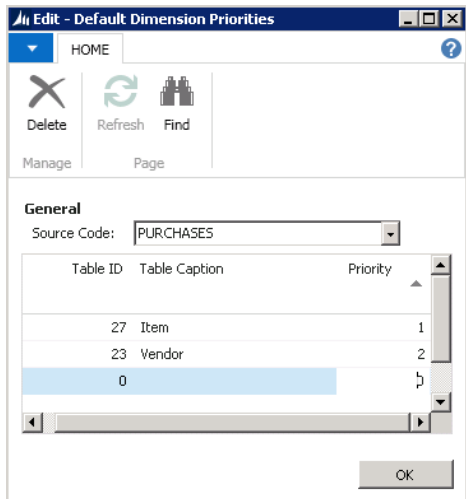 Edit - Default Dimension Priorities
HOME
Delete
Refresh
Find
Manage
Page
General
Source Code: PURCHASES
Table ID Table Caption Priority
27 Item 1
23 Vendor 2
0
OK